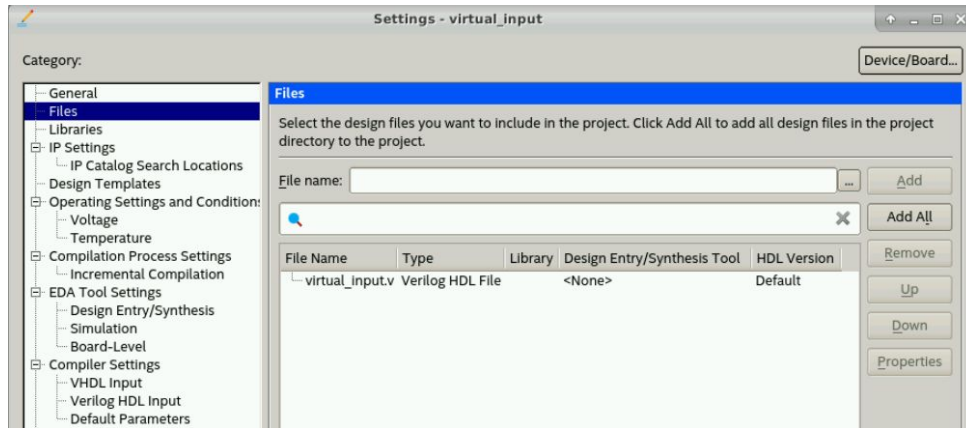 Settings - virtual_input
Category:
Device/Board...
General
Files
Libraries
IP Settings
IP Catalog Search Locations
Design Templates
Operating Settings and Condition:
Voltage
Temperature
Compilation Process Settings
Incremental Compilation
EDA Tool Settings
Design Entry/Synthesis
Simulation
Board-Level
Compiler Settings
VHDL Input
Verilog HDL Input
Default Parameters
Files
Select the design files you want to include in the project. Click Add All to add all design files in the project
directory to the project.
File name: ... Add
Add All
File Name Type Library Design Entry/Synthesis Tool HDL Version
virtual_input.v Verilog HDL File <None> Default
Remove
Up
Down
Properties